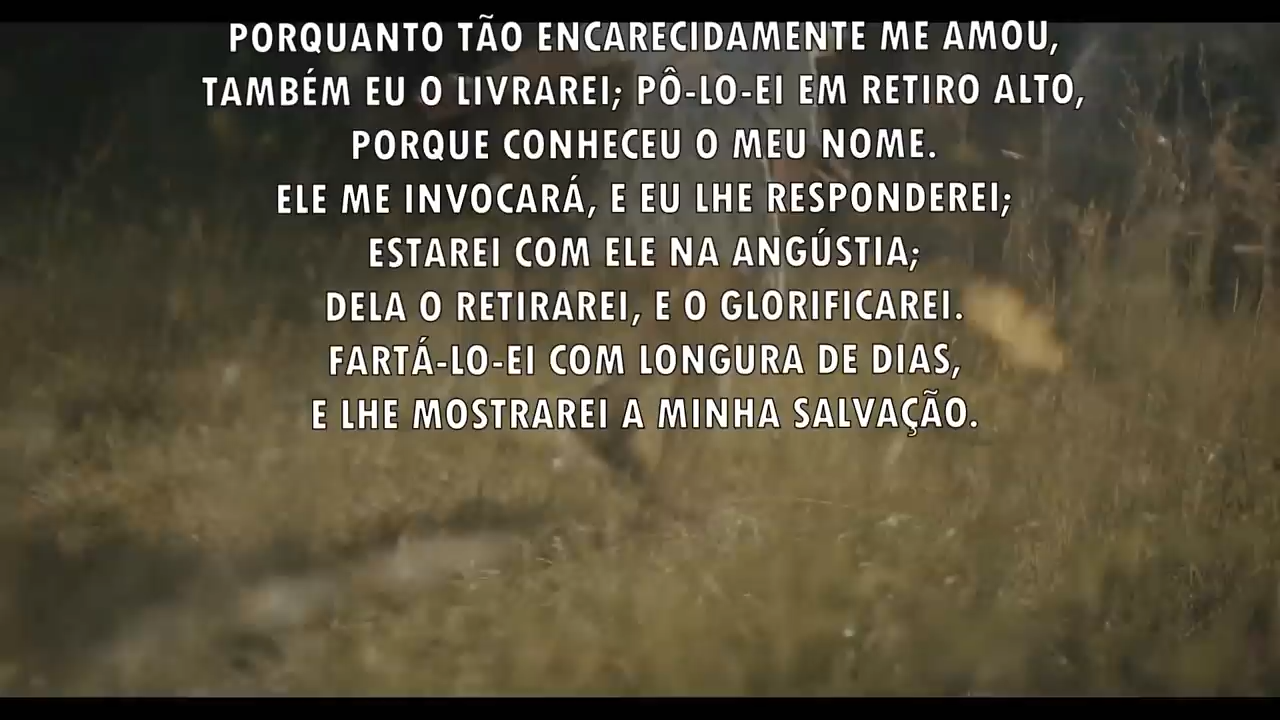 PORQUANTO TÃO ENCARECIDAMENTE ME AMOU,
TAMBÉM EU O LIVRAREI; PÔ-LO-EI EM RETIRO ALTO,
PORQUE CONHECEU O MEU NOME.
ELE ME INVOCARÁ, E EU LHE RESPONDEREI;
ESTAREI COM ELE NA ANGÚSTIA;
DELA O RETIRAREI, E O GLORIFICAREI.
FARTÁ-LO-EI COM LONGURA DE DIAS,
E LHE MOSTRAREI A MINHA SALVAÇÃO.